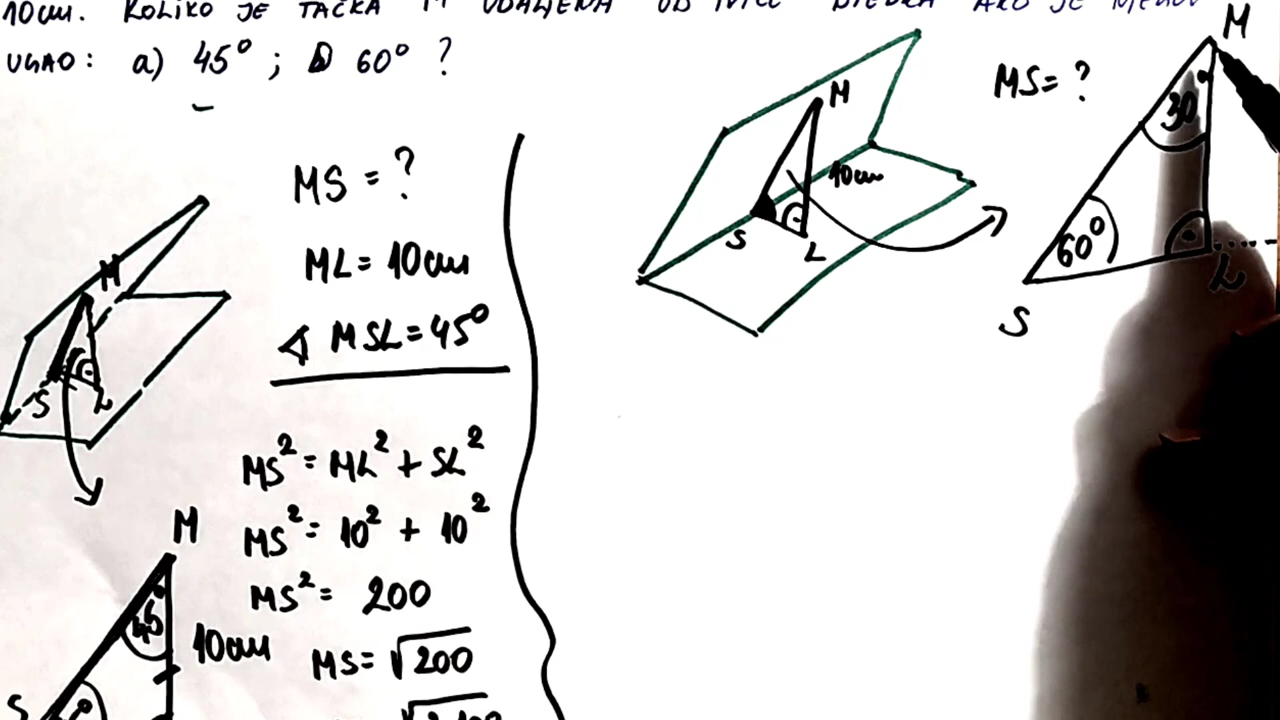 10cm. KOLIKO JE TAČKA M UDALJENA OD IVICE DIEDRA AKO JE NJEGOV
UGAO: a) 45° ; b) 60° ?
MS = ?
ML = 10cm
∢ MSL = 45°
MS² = ML² + SL²
MS² = 10² + 10²
MS² = 200
MS = √200
M
S
L
M
45°
10cm
S
M
10cm
S
L
MS = ?
M
30°
60°
S
L